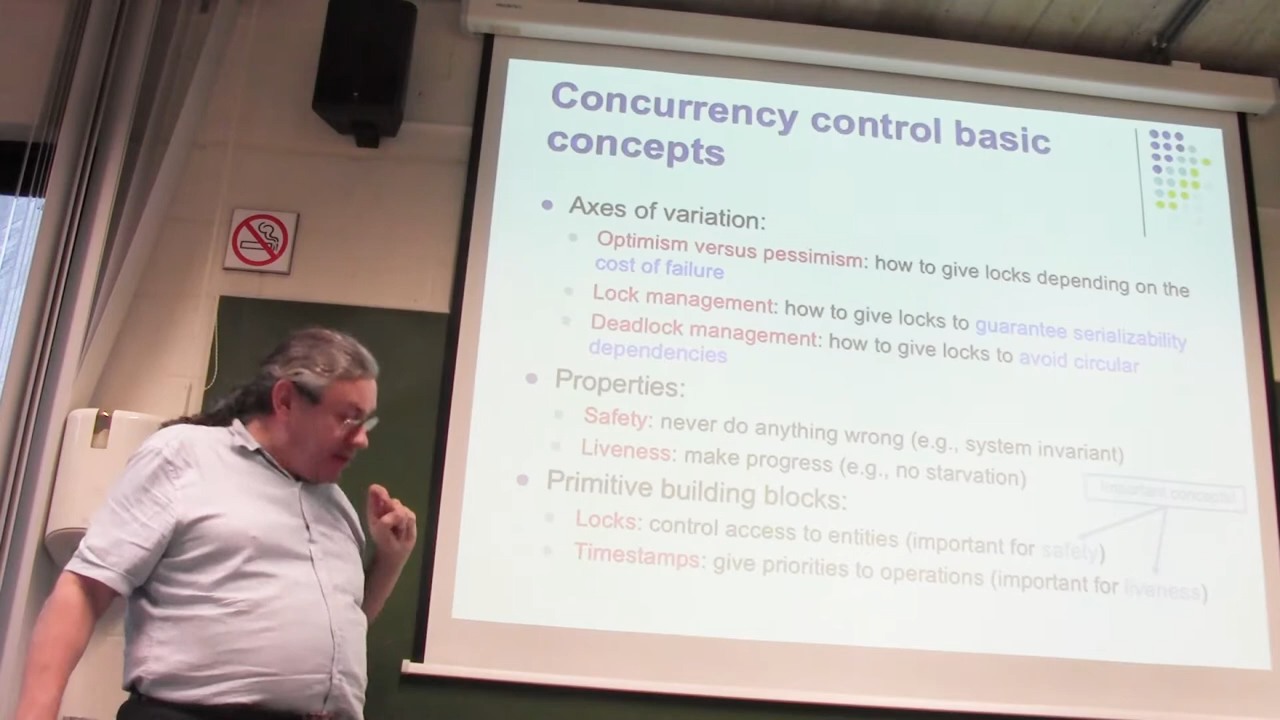 Concurrency control basic
concepts
Axes of variation:
Optimism versus pessimism: how to give locks depending on the
cost of failure
Lock management: how to give locks to guarantee serializability
Deadlock management: how to give locks to avoid circular
dependencies
Properties:
Safety: never do anything wrong (e.g., system invariant)
Liveness: make progress (e.g., no starvation)
Primitive building blocks:
Important concepts!
Locks: control access to entities (important for safety)
Timestamps: give priorities to operations (important for liveness)